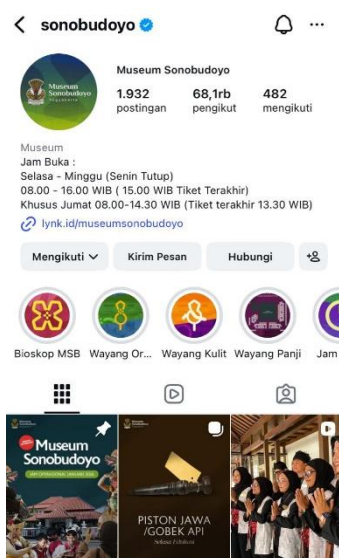 sonobudoyo
Museum
Sonobudoyo
Yogyakarta
Museum Sonobudoyo
1.932 68,1rb 482
postingan pengikut mengikuti
Museum
Jam Buka :
Selasa - Minggu (Senin Tutup)
08.00 - 16.00 WIB ( 15.00 WIB Tiket Terakhir)
Khusus Jumat 08.00-14.30 WIB (Tiket terakhir 13.30 WIB)
lynk.id/museumsonobudoyo
Mengikuti Kirim Pesan Hubungi
Bioskop MSB Wayang Or... Wayang Kulit Wayang Panji Jam
Museum
Sonobudoyo
PISTON JAWA
/GOBEK API